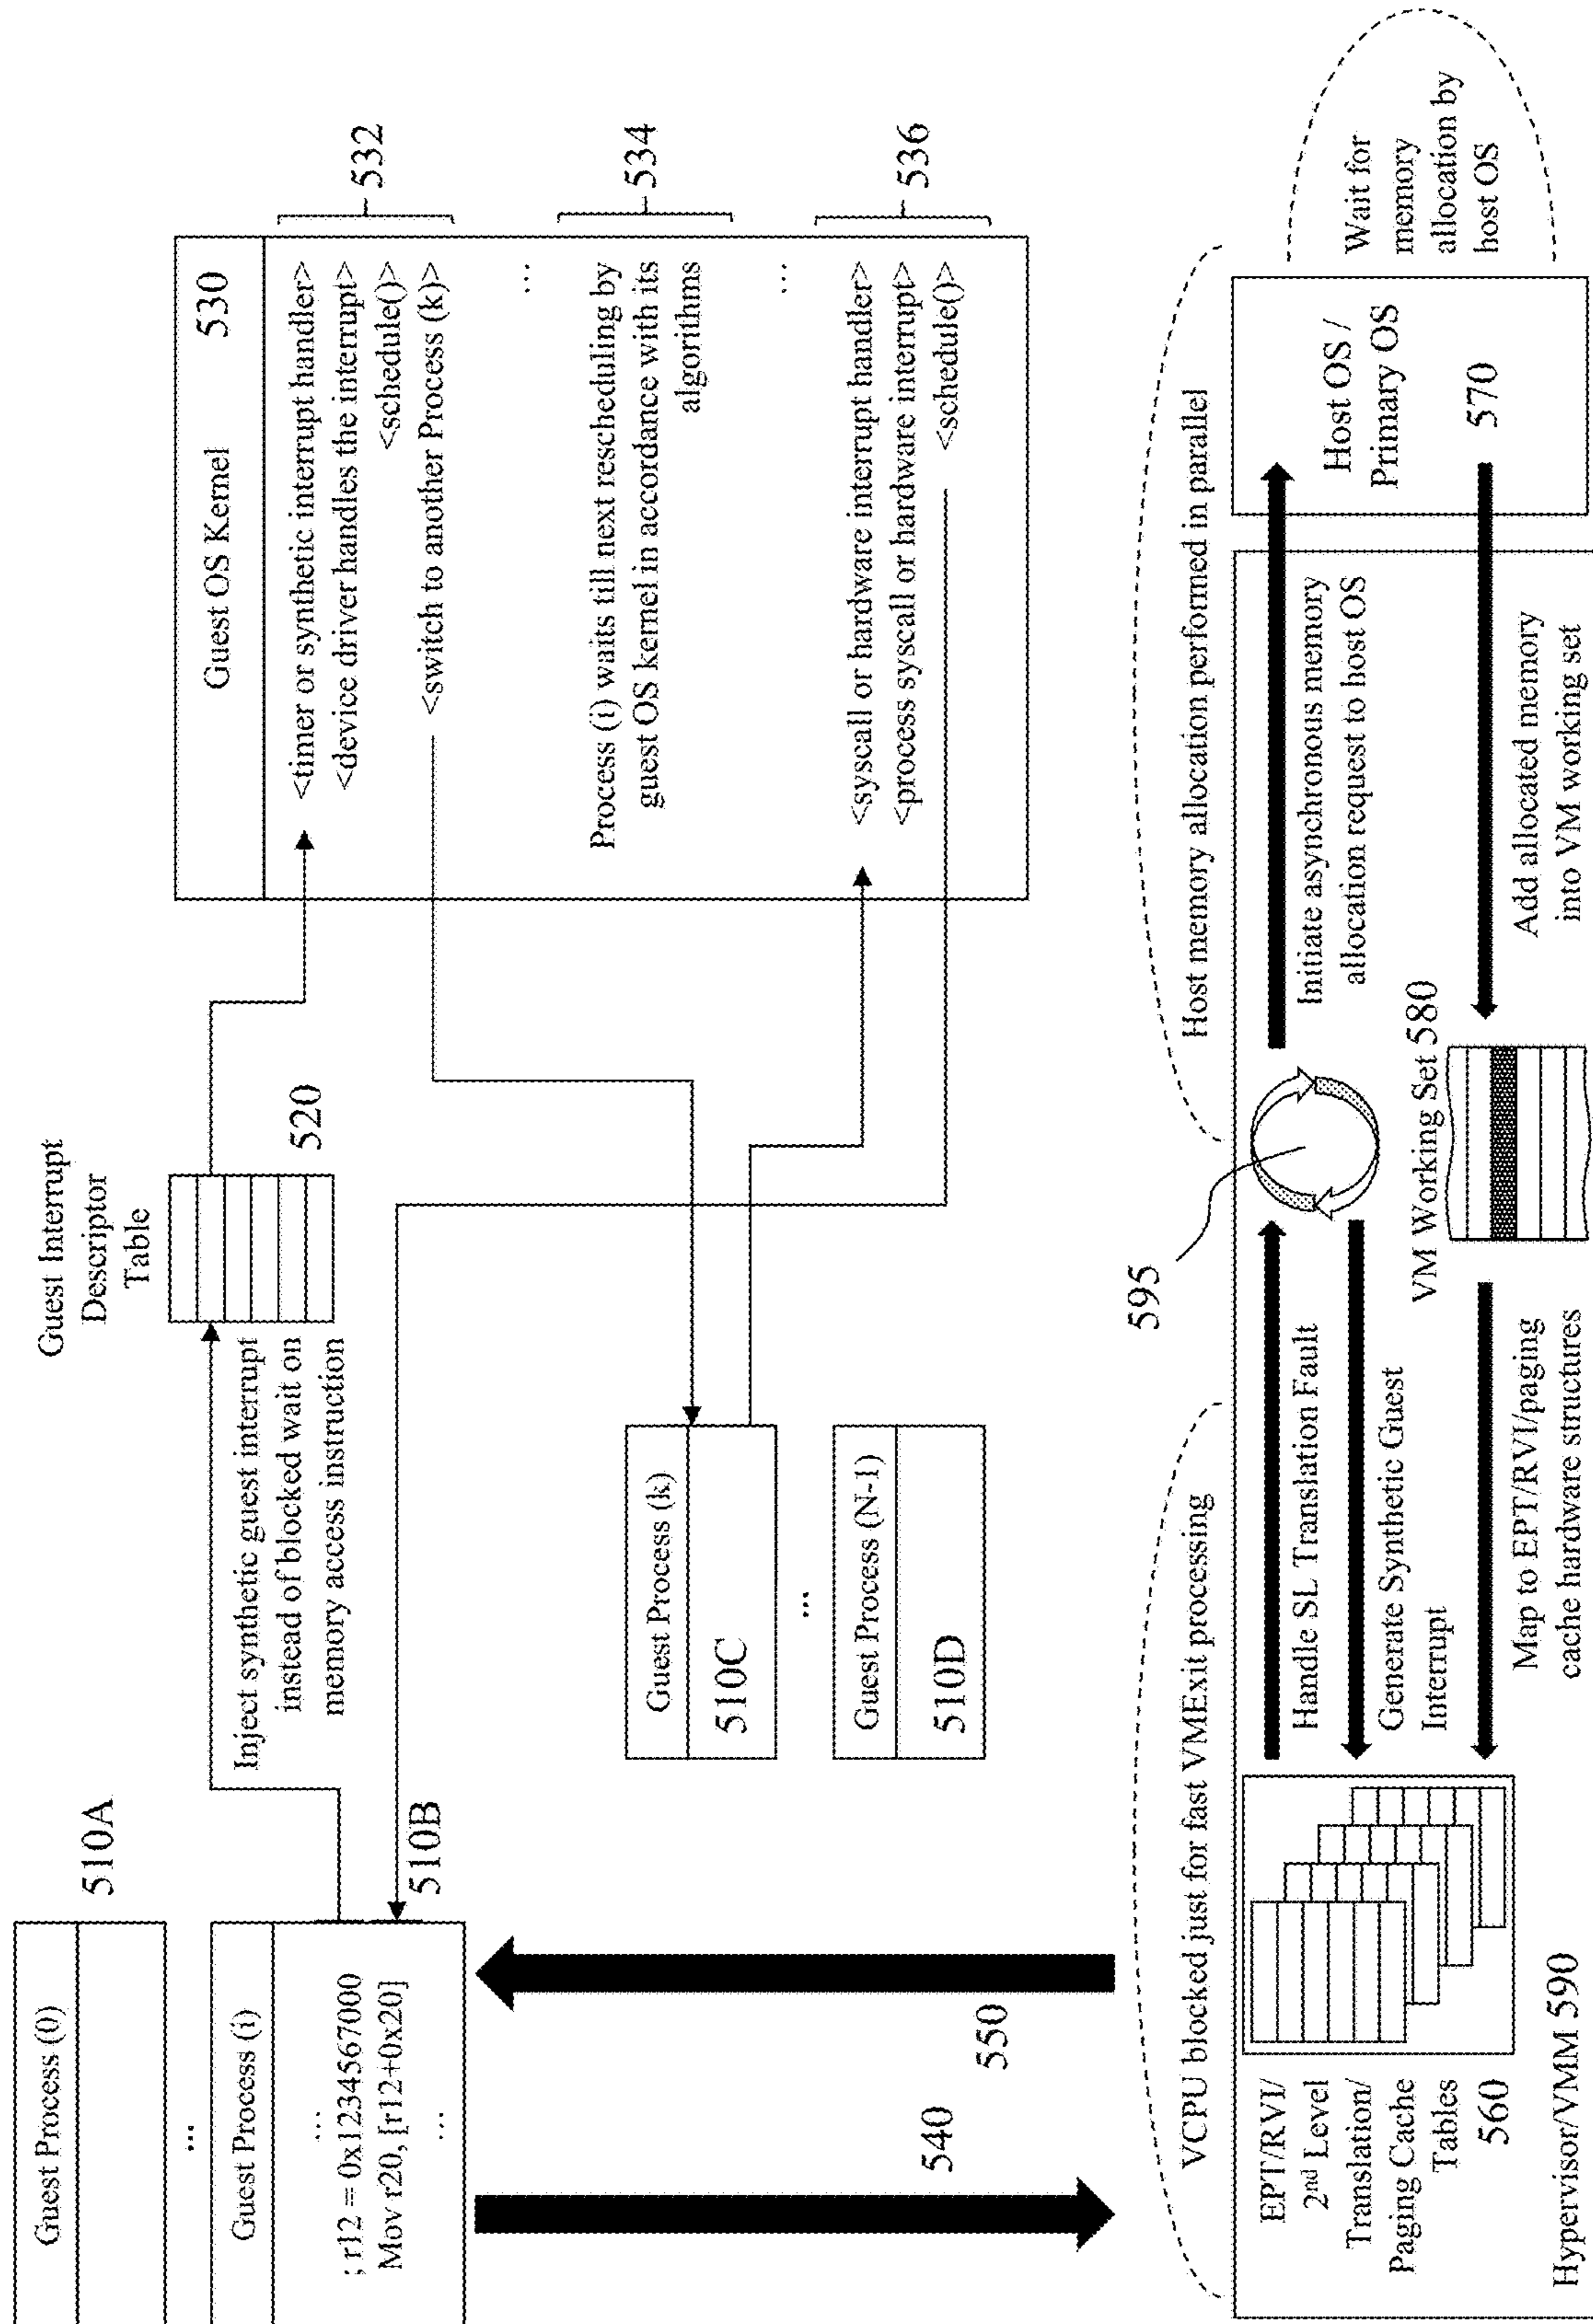 Guest Process (0)
510A
...
Guest Process (i)
...
; r12 = 0x1234567000
Mov r20, [r12+0x20]
...
510B
Inject synthetic guest interrupt
instead of blocked wait on
memory access instruction
Guest Interrupt
Descriptor
Table
520
Guest OS Kernel
530
<timer or synthetic interrupt handler>
<device driver handles the interrupt>
<schedule()>
<switch to another Process (k)>
532
...
Process (i) waits till next rescheduling by
guest OS kernel in accordance with its
algorithms
534
...
<syscall or hardware interrupt handler>
<process syscall or hardware interrupt>
<schedule()>
536
Guest Process (k)
510C
...
Guest Process (N-1)
510D
540
550
VCPU blocked just for fast VMExit processing
595
Host memory allocation performed in parallel
EPT/RVI/
2nd Level
Translation/
Paging Cache
Tables
560
Handle SL Translation Fault
Generate Synthetic Guest
Interrupt
Map to EPT/RVI/paging
cache hardware structures
VM Working Set 580
Initiate asynchronous memory
allocation request to host OS
Add allocated memory
into VM working set
Host OS /
Primary OS
570
Wait for
memory
allocation by
host OS
Hypervisor/VMM 590